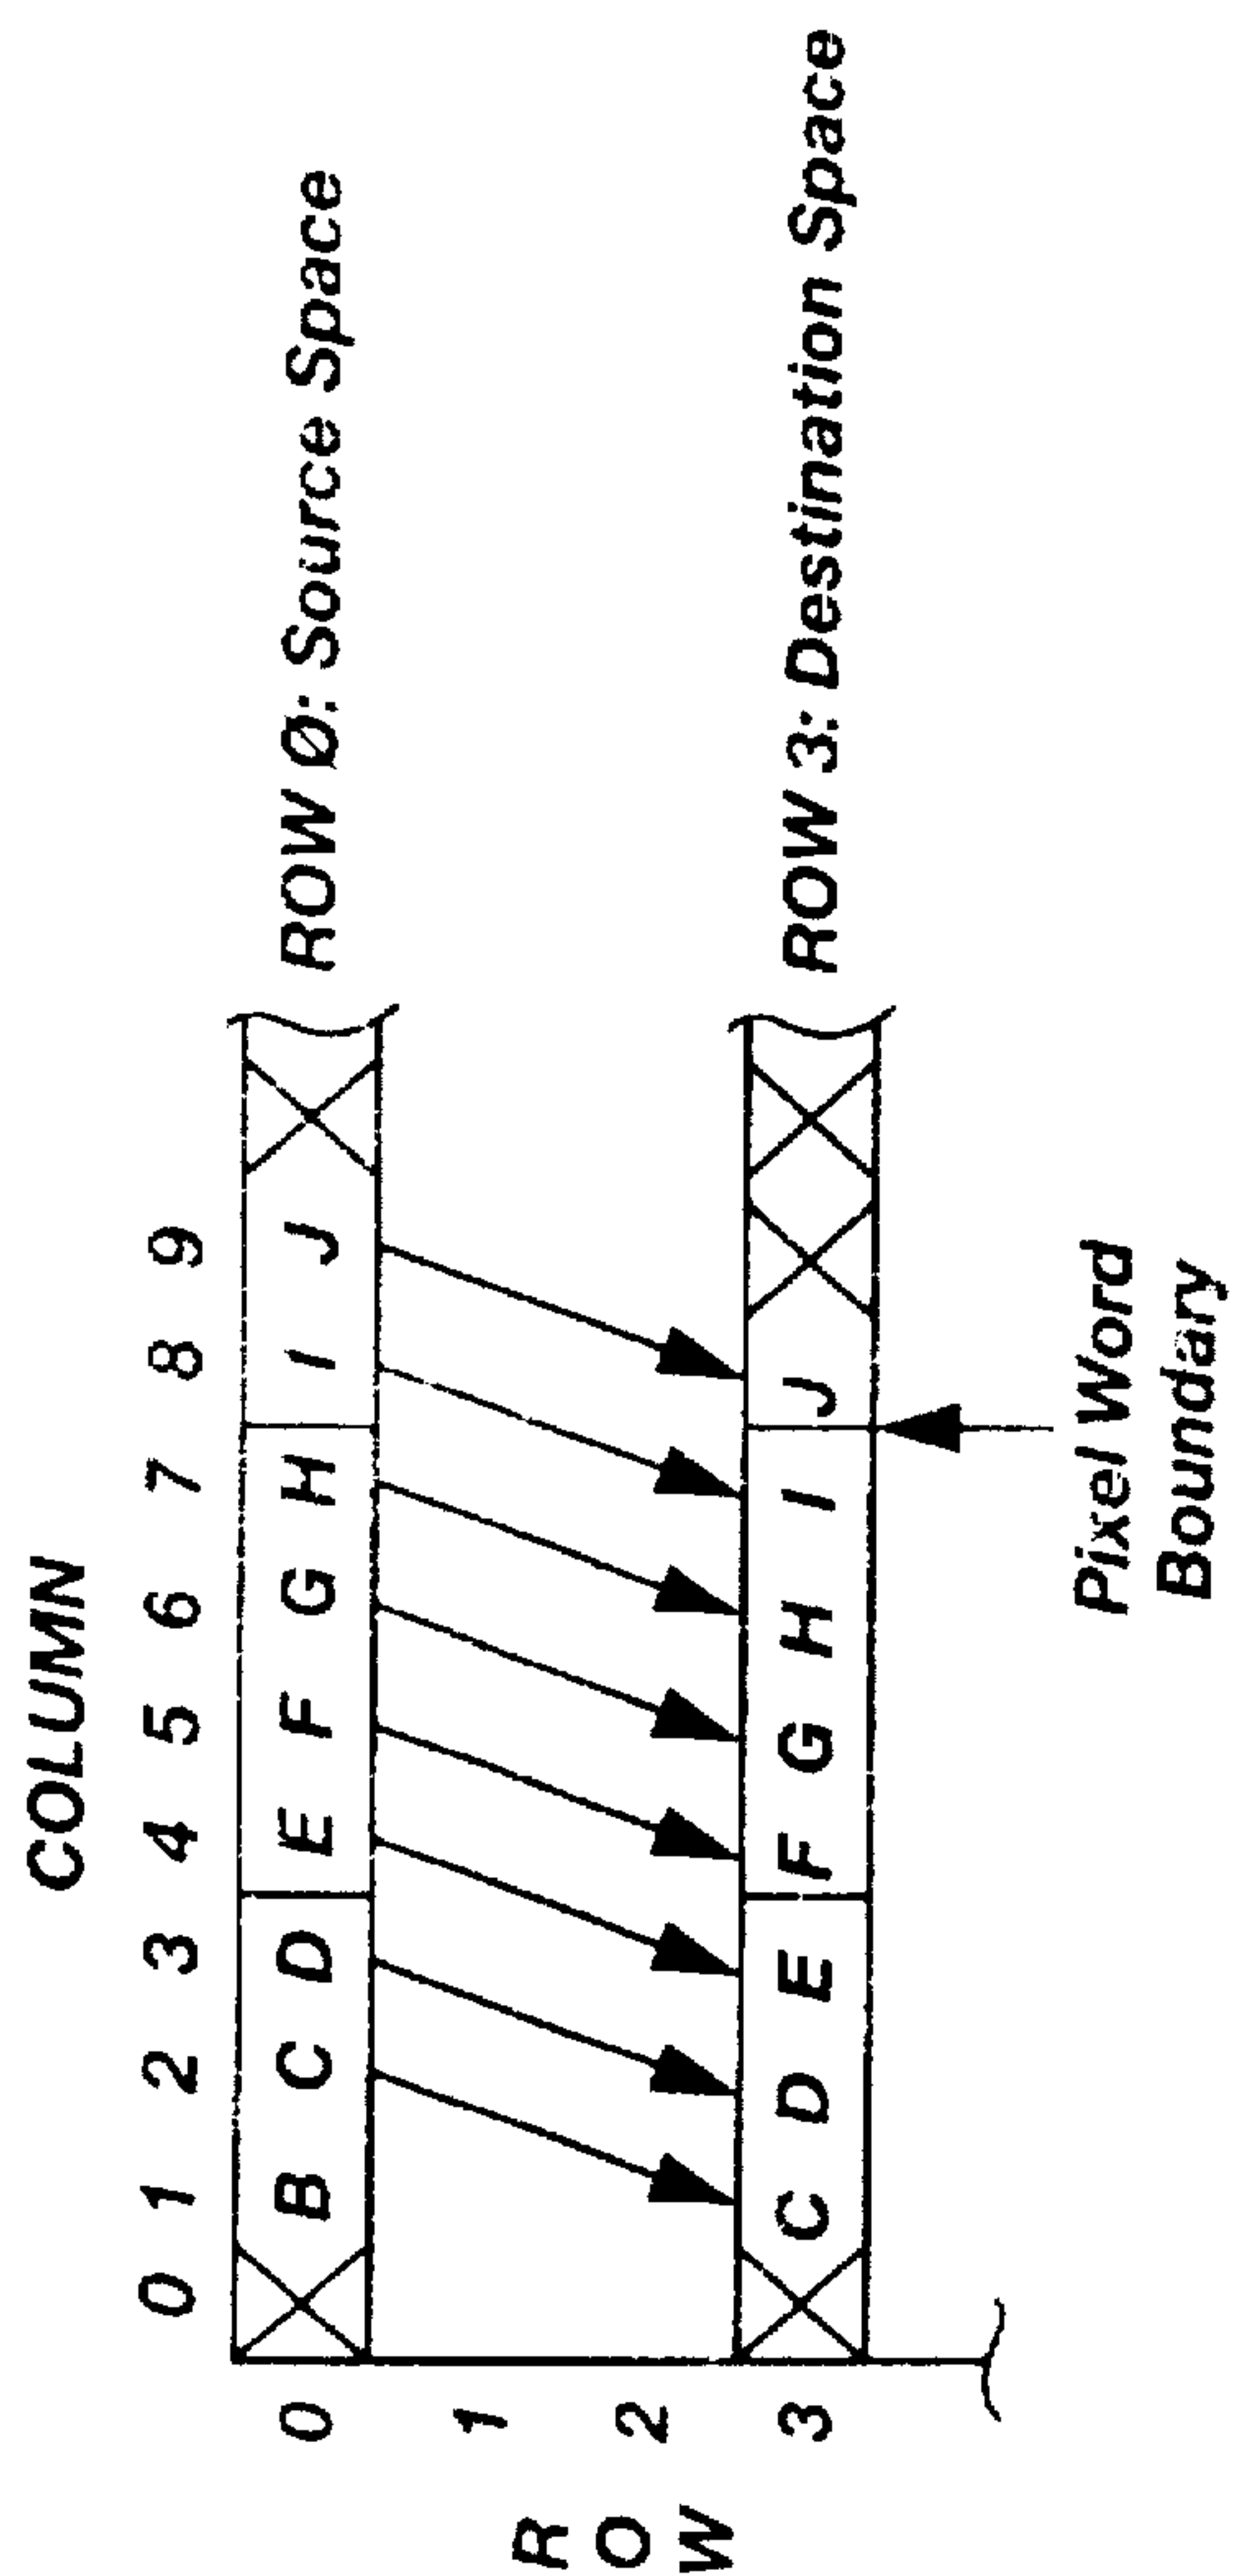 COLUMN
0 1 2 3 4 5 6 7 8 9
0 B C D E F G H I J ROW Ø: Source Space
1
2
3 C D E F G H I J ROW 3: Destination Space
ROW
Pixel Word
Boundary